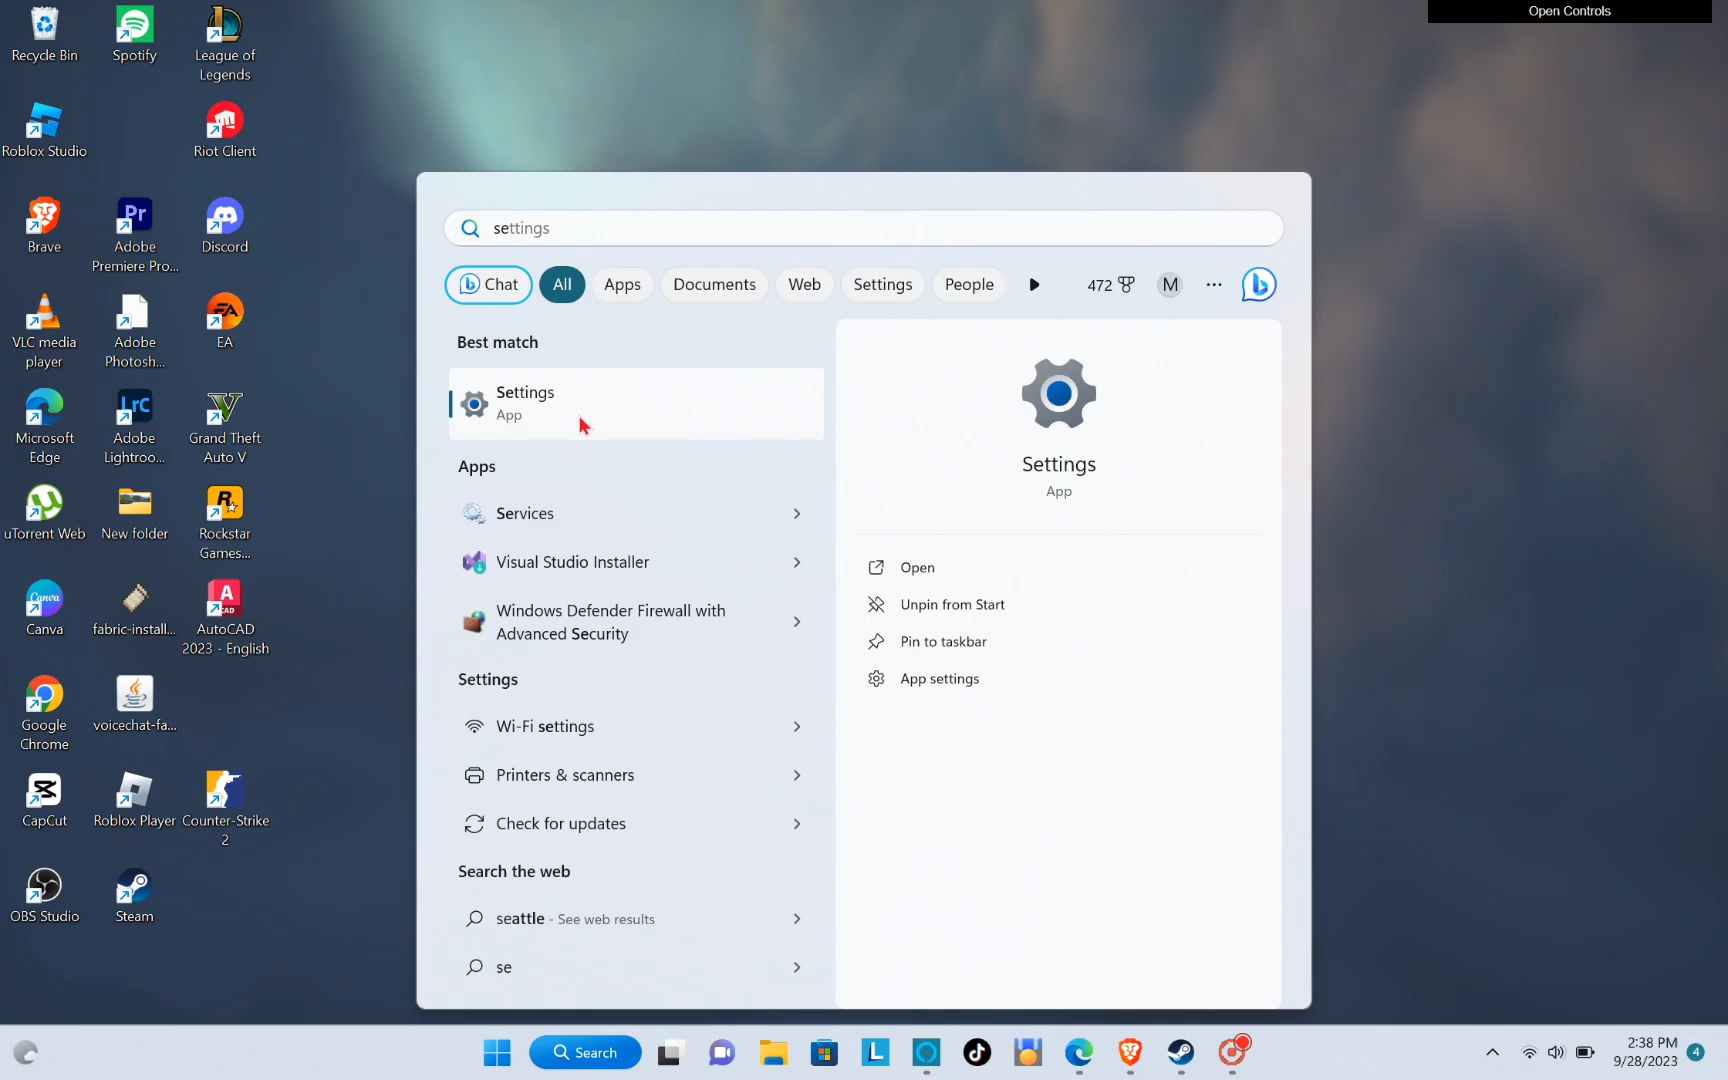 Open Controls
Recycle Bin
Spotify
League of
Legends
Roblox Studio
Riot Client
Brave
Adobe
Premiere Pro...
Discord
VLC media
player
Adobe
Photosh...
EA
Microsoft
Edge
Adobe
Lightroo...
Grand Theft
Auto V
uTorrent Web
New folder
Rockstar
Games...
Canva
fabric-install...
AutoCAD
2023 - English
Google
Chrome
voicechat-fa...
CapCut
Roblox Player
Counter-Strike
2
OBS Studio
Steam
settings
Chat
All
Apps
Documents
Web
Settings
People
472
M
Best match
Settings
App
Apps
Services
Visual Studio Installer
Windows Defender Firewall with
Advanced Security
Settings
Wi-Fi settings
Printers & scanners
Check for updates
Search the web
seattle - See web results
se
Settings
App
Open
Unpin from Start
Pin to taskbar
App settings
Search
2:38 PM
9/28/2023
4